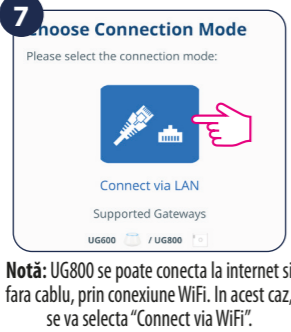 7
Choose Connection Mode
Please select the connection mode:
Connect via LAN
Supported Gateways
UG600 / UG800
Notă: UG800 se poate conecta la internet si
fara cablu, prin conexiune WiFi. In acest caz,
se va selecta “Connect via WiFi”.